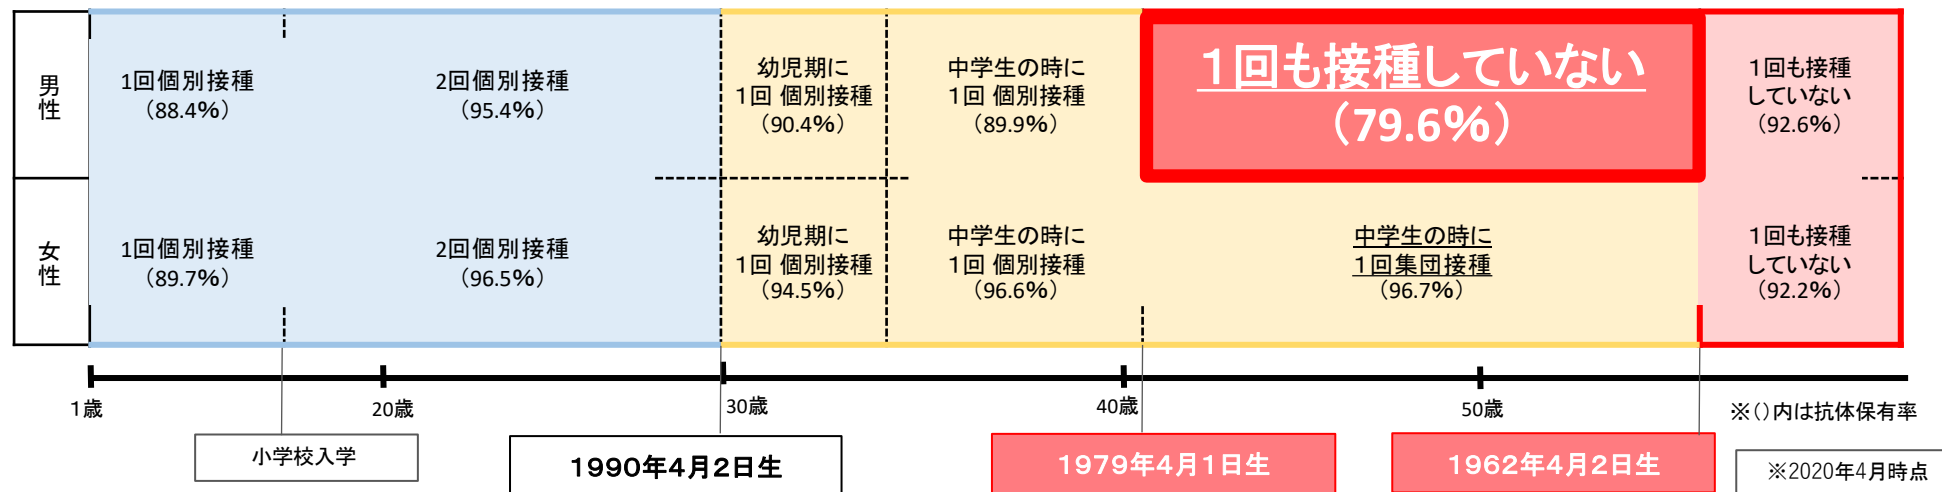 男性
1回個別接種
（88.4%）
2回個別接種
（95.4%）
幼児期に
1回 個別接種
（90.4%）
中学生の時に
1回 個別接種
（89.9%）
1回も接種していない
（79.6%）
1回も接種
していない
（92.6%）
女性
1回個別接種
（89.7%）
2回個別接種
（96.5%）
幼児期に
1回 個別接種
（94.5%）
中学生の時に
1回 個別接種
（96.6%）
中学生の時に
1回集団接種
（96.7%）
1回も接種
していない
（92.2%）
1歳
20歳
30歳
40歳
50歳
※（）内は抗体保有率
小学校入学
1990年4月2日生
1979年4月1日生
1962年4月2日生
※2020年4月時点